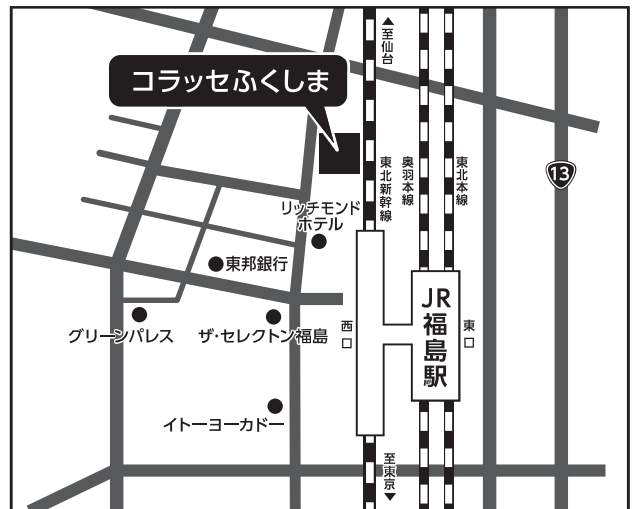 ▲至仙台
コラッセふくしま
東北新幹線
奥羽本線
東北本線
13
リッチモンド
ホテル
東邦銀行
JR
福島駅
グリーンパレス
ザ・セレクトン福島
西口
東口
イトーヨーカドー
至東京▼